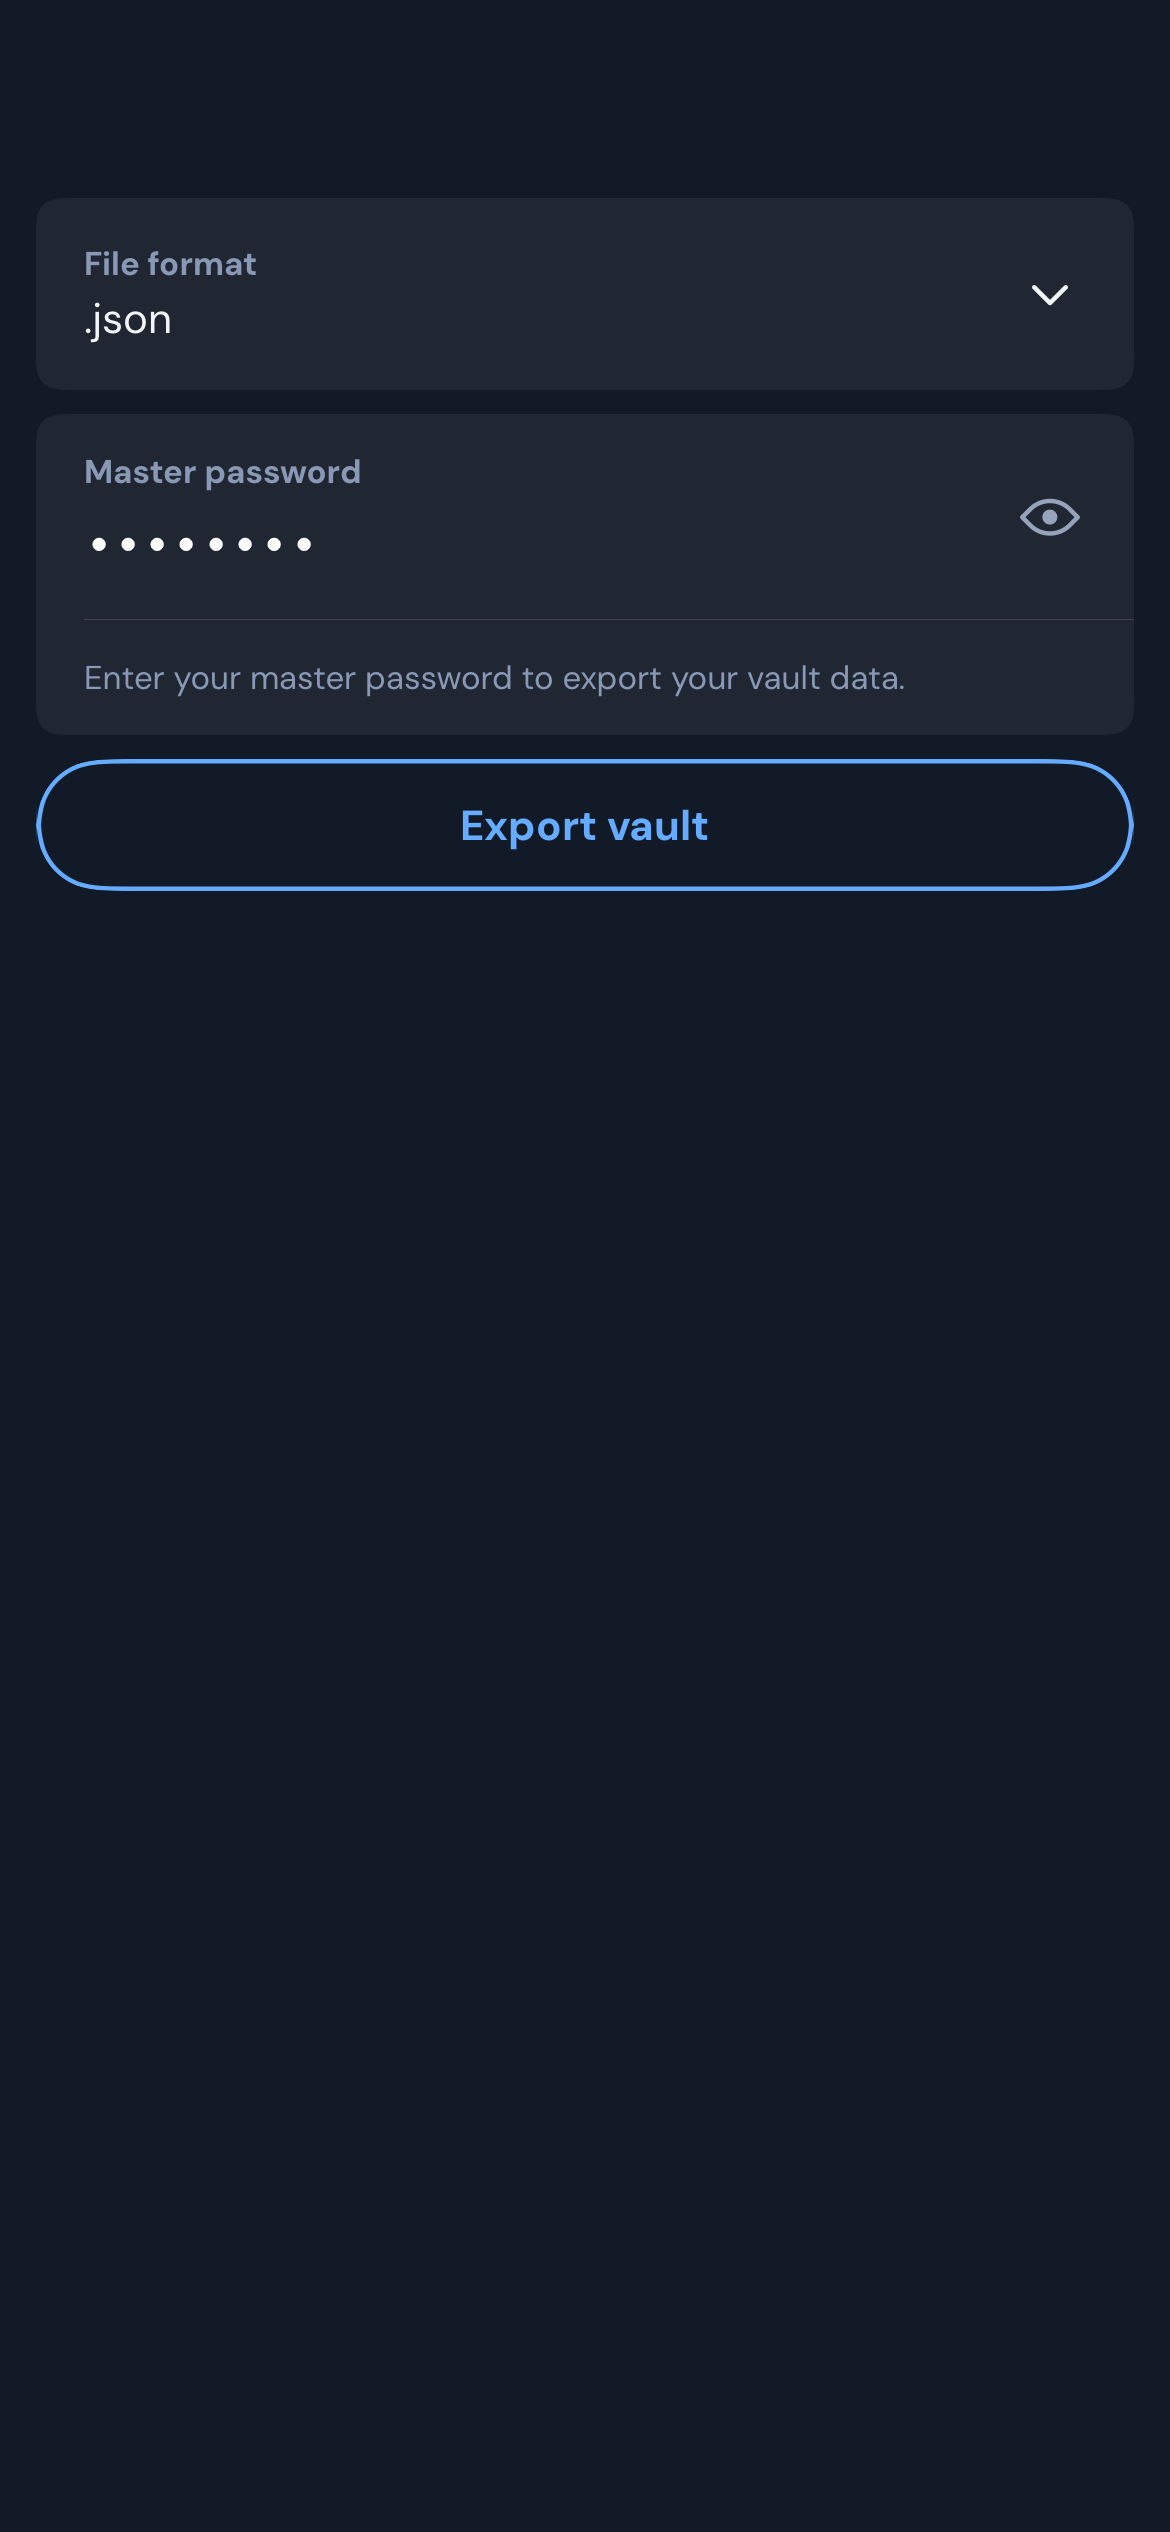 File format
.json
Master password
••••••••
Enter your master password to export your vault data.
Export vault